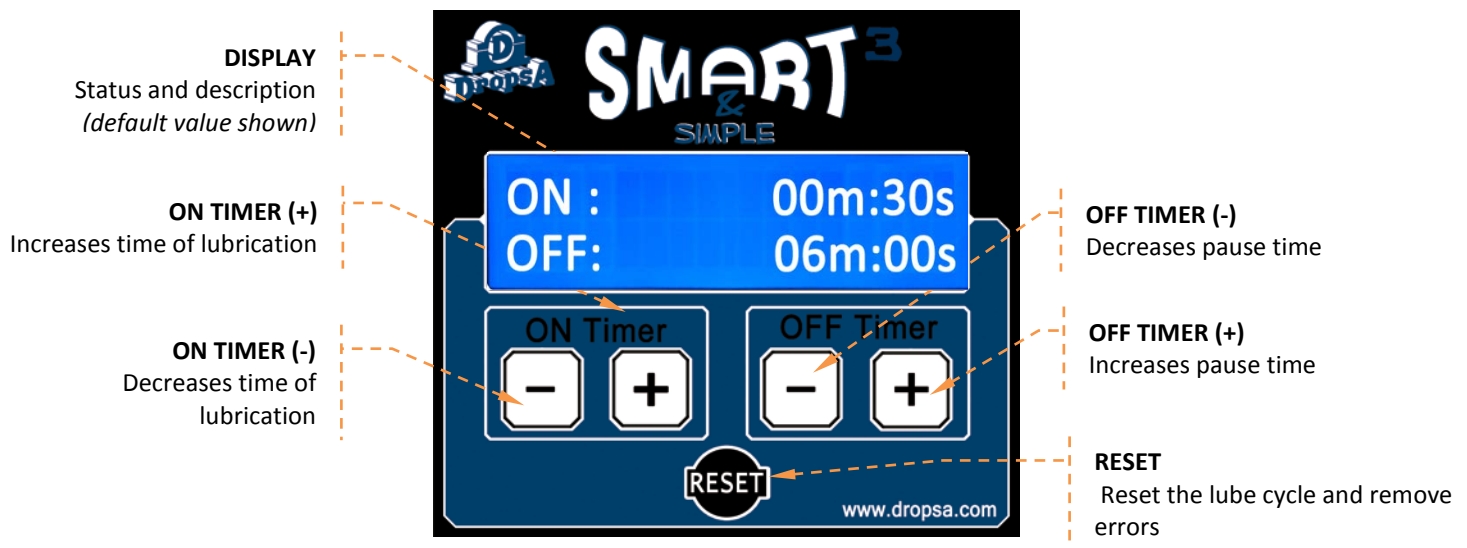 DISPLAY
Status and description
(default value shown)
ON TIMER (+)
Increases time of lubrication
ON TIMER (-)
Decreases time of
lubrication
D
DropsA
SMART 3
&
SIMPLE
ON : 00m:30s
OFF: 06m:00s
ON Timer
- +
OFF Timer
- +
RESET
www.dropsa.com
OFF TIMER (-)
Decreases pause time
OFF TIMER (+)
Increases pause time
RESET
Reset the lube cycle and remove
errors